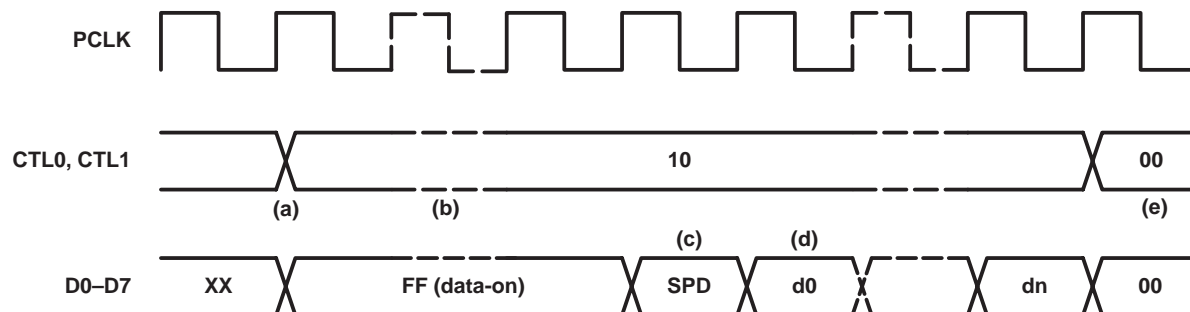 PCLK
CTL0, CTL1
10
00
(a)
(b)
(e)
(c)
(d)
D0–D7
XX
FF (data-on)
SPD
d0
dn
00